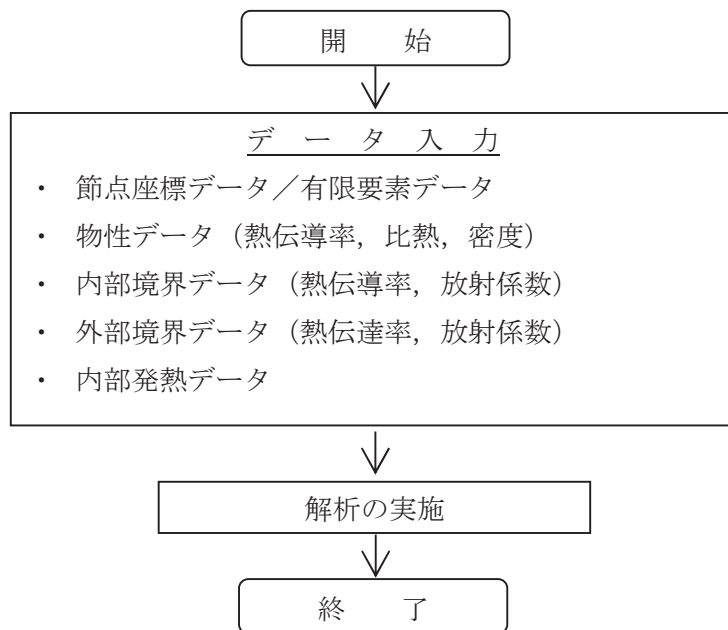 開　始
データ入力
・ 節点座標データ／有限要素データ
・ 物性データ（熱伝導率，比熱，密度）
・ 内部境界データ（熱伝導率，放射係数）
・ 外部境界データ（熱伝達率，放射係数）
・ 内部発熱データ
解析の実施
終　了